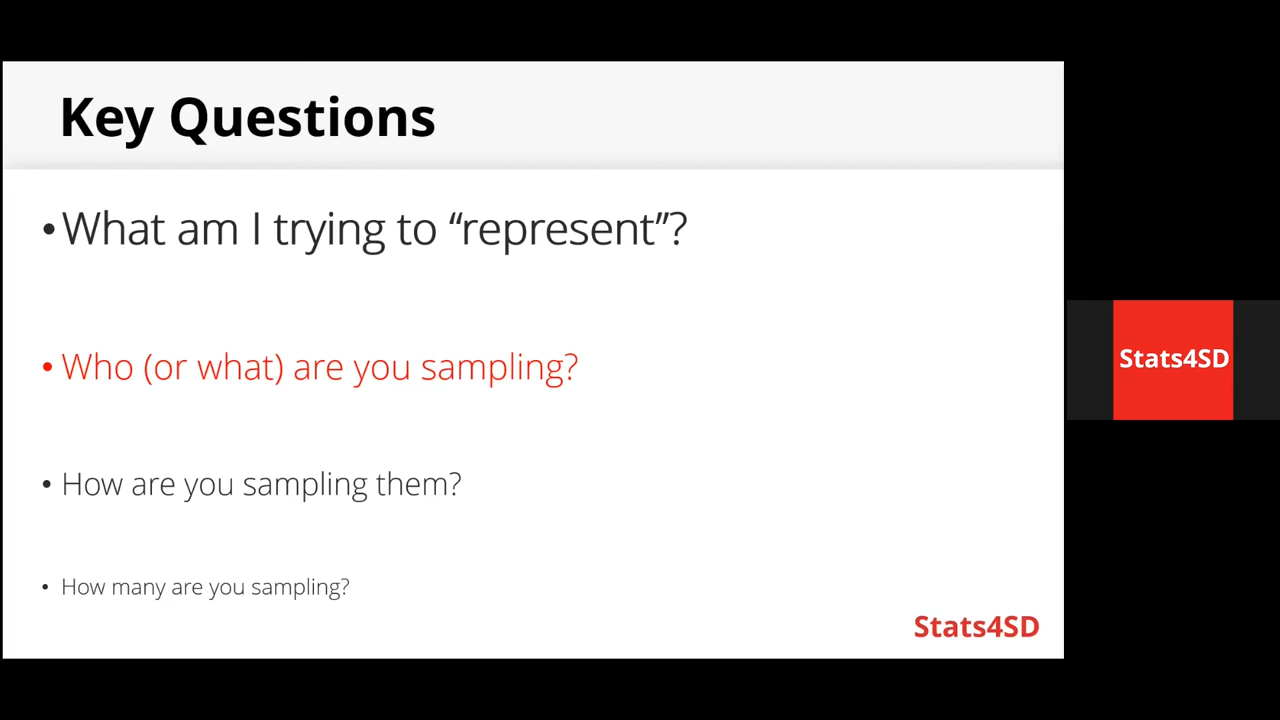 Key Questions
•What am I trying to “represent”?
• Who (or what) are you sampling?
• How are you sampling them?
• How many are you sampling?
Stats4SD
Stats4SD